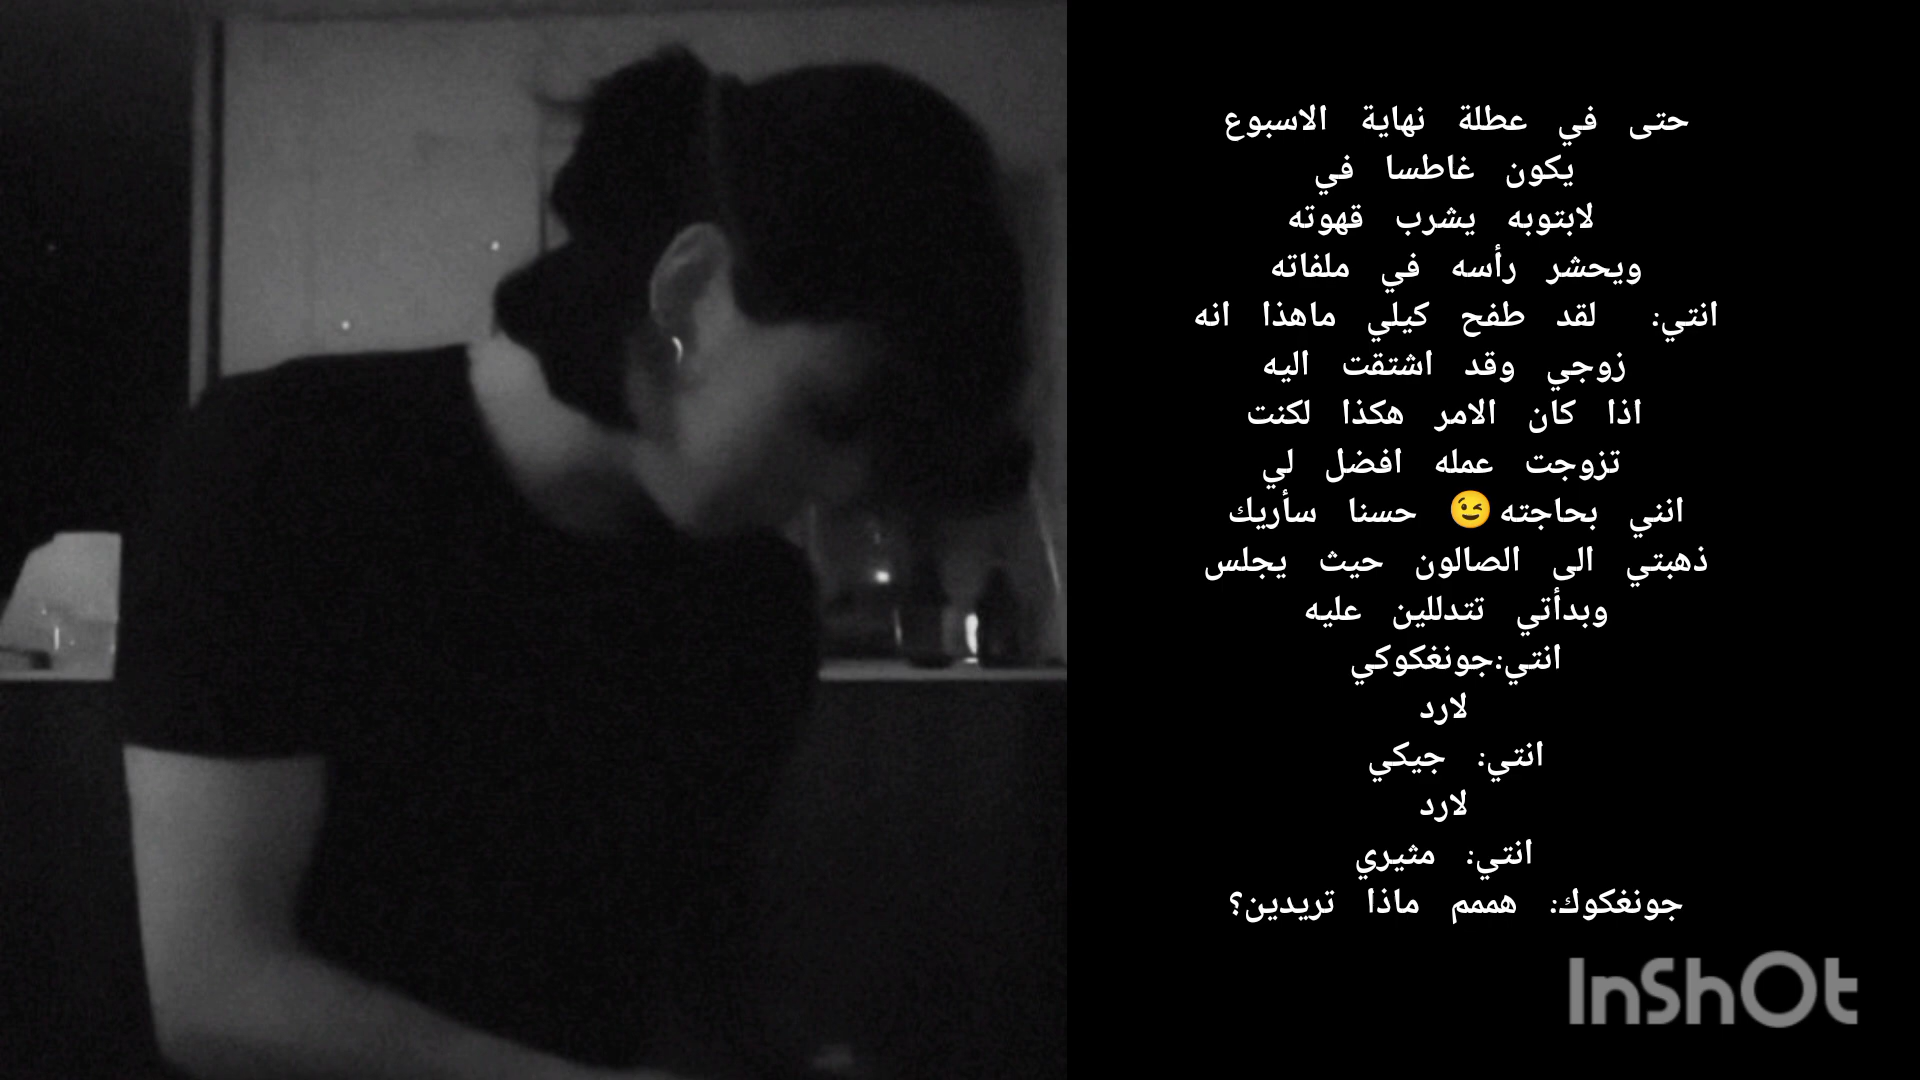 حتى في عطلة نهاية الاسبوع
يكون غاطسا في
لابتوبه يشرب قهوته
ويحشر رأسه في ملفاته
انتي: لقد طفح كيلي ماهذا انه
زوجي وقد اشتقت اليه
اذا كان الامر هكذا لكنت
تزوجت عمله افضل لي
انني بحاجته 😉 حسنا سأريك
ذهبتي الى الصالون حيث يجلس
وبدأتي تتدللين عليه
انتي:جونغكوكي
لارد
انتي: جيكي
لارد
انتي: مثيري
جونغكوك: هممم ماذا تريدين؟
InShOt